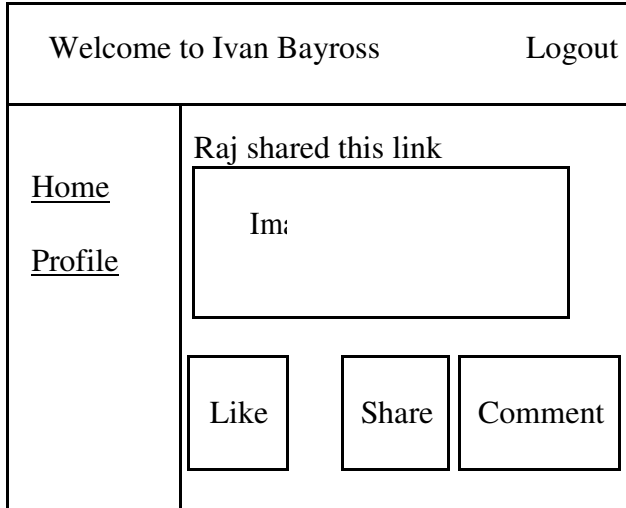 Welcome to Ivan Bayross Logout
Home
Profile
Raj shared this link
Like Share Comment